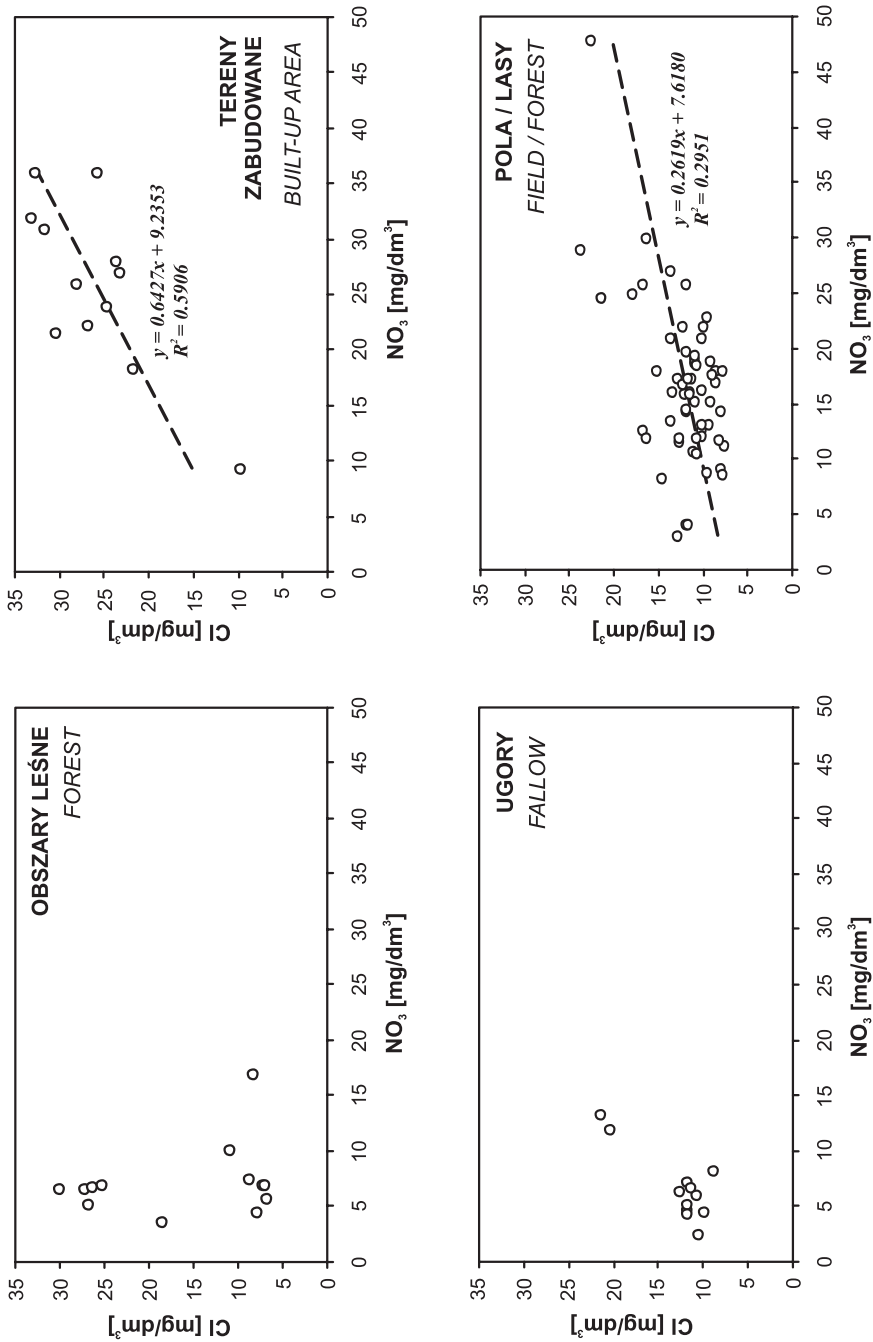 OBSZARY LEŚNE
FOREST
Cl [mg/dm³]
35
30
25
20
15
10
5
0
0 5 10 15 20 25 30 35 40 45 50
NO₃ [mg/dm³]
TERENY
ZABUDOWANE
BUILT-UP AREA
y = 0.6427x + 9.2353
R² = 0.5906
Cl [mg/dm³]
35
30
25
20
15
10
5
0
0 5 10 15 20 25 30 35 40 45 50
NO₃ [mg/dm³]
UGORY
FALLOW
Cl [mg/dm³]
35
30
25
20
15
10
5
0
0 5 10 15 20 25 30 35 40 45 50
NO₃ [mg/dm³]
POLA / LASY
FIELD / FOREST
y = 0.2619x + 7.6180
R² = 0.2951
Cl [mg/dm³]
35
30
25
20
15
10
5
0
0 5 10 15 20 25 30 35 40 45 50
NO₃ [mg/dm³]